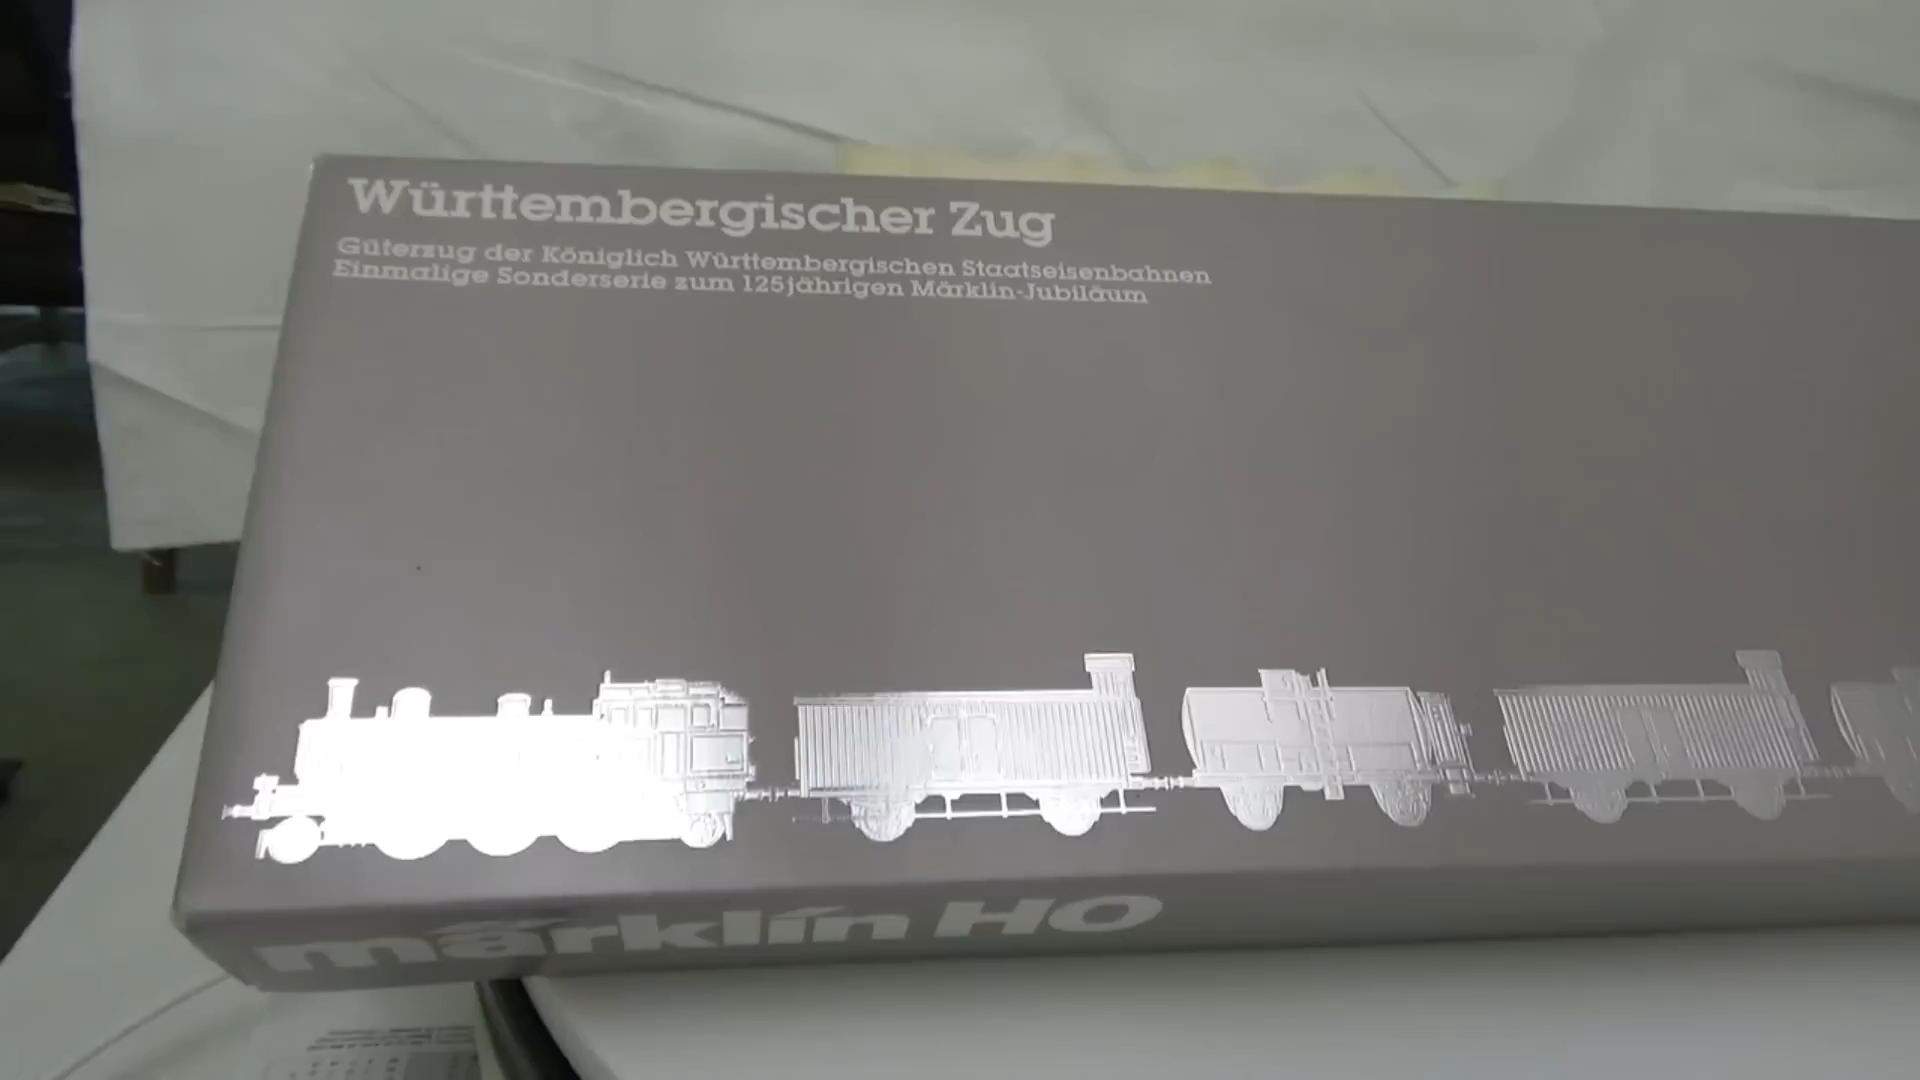 Württembergischer Zug
Güterzug der Königlich Württembergischen Staatseisenbahnen
Einmalige Sonderserie zum 125jährigen Märklin-Jubiläum
märklin HO